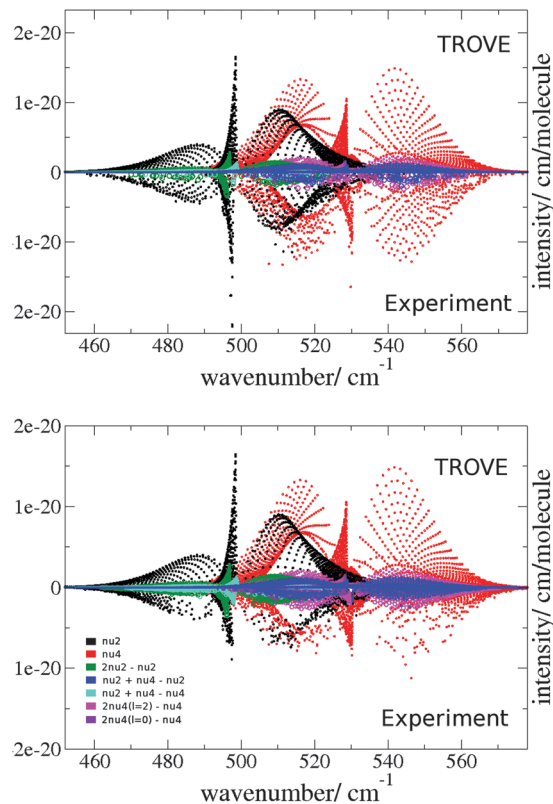 2e-20
TROVE
1e-20
0
1e-20
Experiment
2e-20
intensity/ cm/molecule
460 480 500 520 540 560
wavenumber/ cm-1
2e-20
TROVE
1e-20
0
nu2
nu4
2nu2 - nu2
nu2 + nu4 - nu2
nu2 + nu4 - nu4
2nu4(l=2) - nu4
2nu4(l=0) - nu4
1e-20
Experiment
2e-20
intensity/ cm/molecule
460 480 500 520 540 560
wavenumber/ cm-1